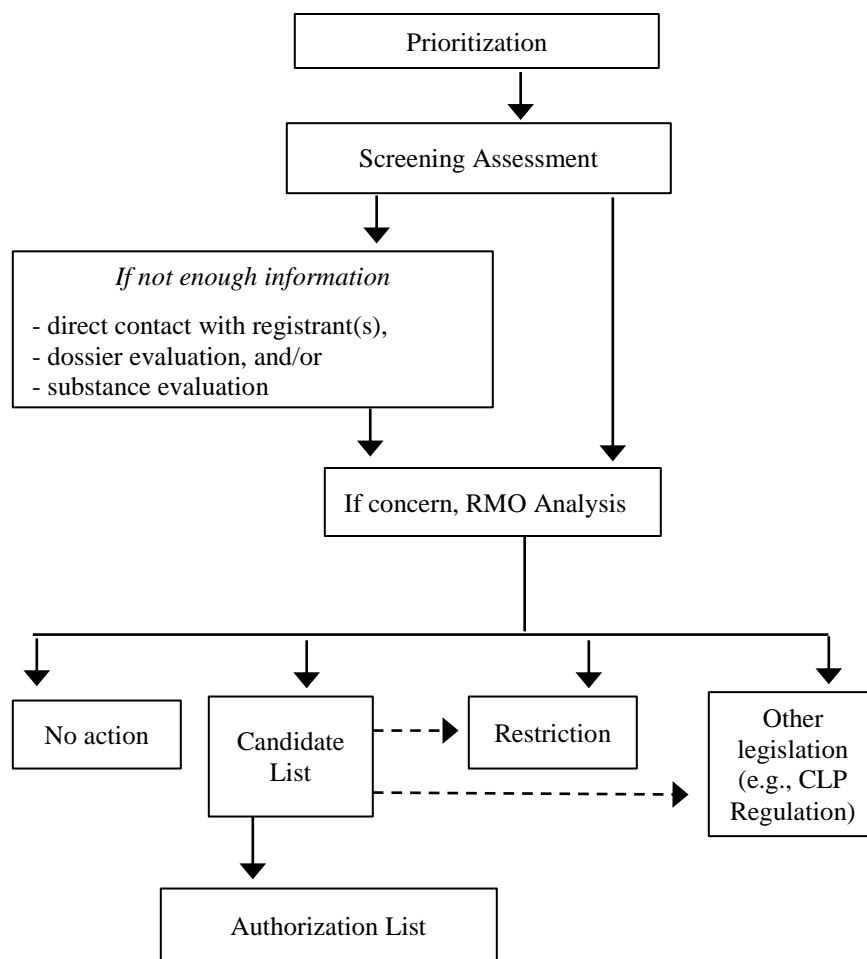 Prioritization
Screening Assessment
If not enough information
- direct contact with registrant(s),
- dossier evaluation, and/or
- substance evaluation
If concern, RMO Analysis
No action
Candidate
List
Restriction
Other
legislation
(e.g., CLP
Regulation)
Authorization List